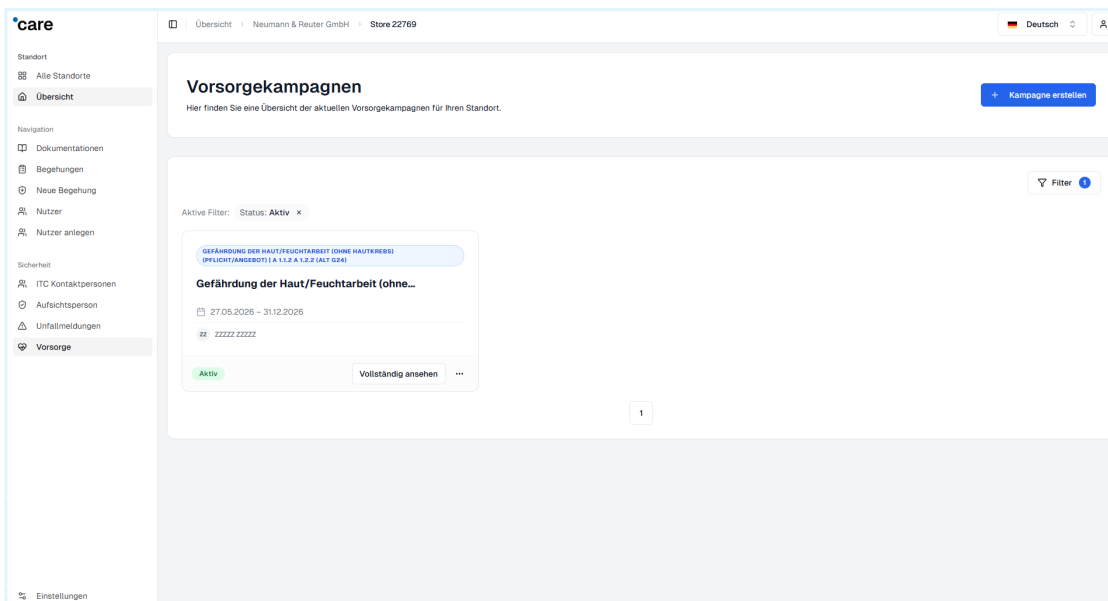 care
Standort
Alle Standorte
Übersicht
Navigation
Dokumentationen
Begehungen
Neue Begehung
Nutzer
Nutzer anlegen
Sicherheit
ITC Kontaktpersonen
Aufsichtsperson
Unfallmeldungen
Vorsorge
Einstellungen
Übersicht > Neumann & Reuter GmbH > Store 22769
Deutsch
Vorsorgekampagnen
Hier finden Sie eine Übersicht der aktuellen Vorsorgekampagnen für Ihren Standort.
+ Kampagne erstellen
Filter 1
Aktive Filter: Status: Aktiv ×
GEFÄHRDUNG DER HAUT/FEUCHTARBEIT (OHNE HAUTKREBS)
(PFLICHT/ANGEBOT) | A 1.1.2 A 1.2.2 (ALT G24)
Gefährdung der Haut/Feuchtarbeit (ohne...
27.05.2026 – 31.12.2026
ZZ ZZZZZ ZZZZZ
Aktiv
Vollständig ansehen ...
1